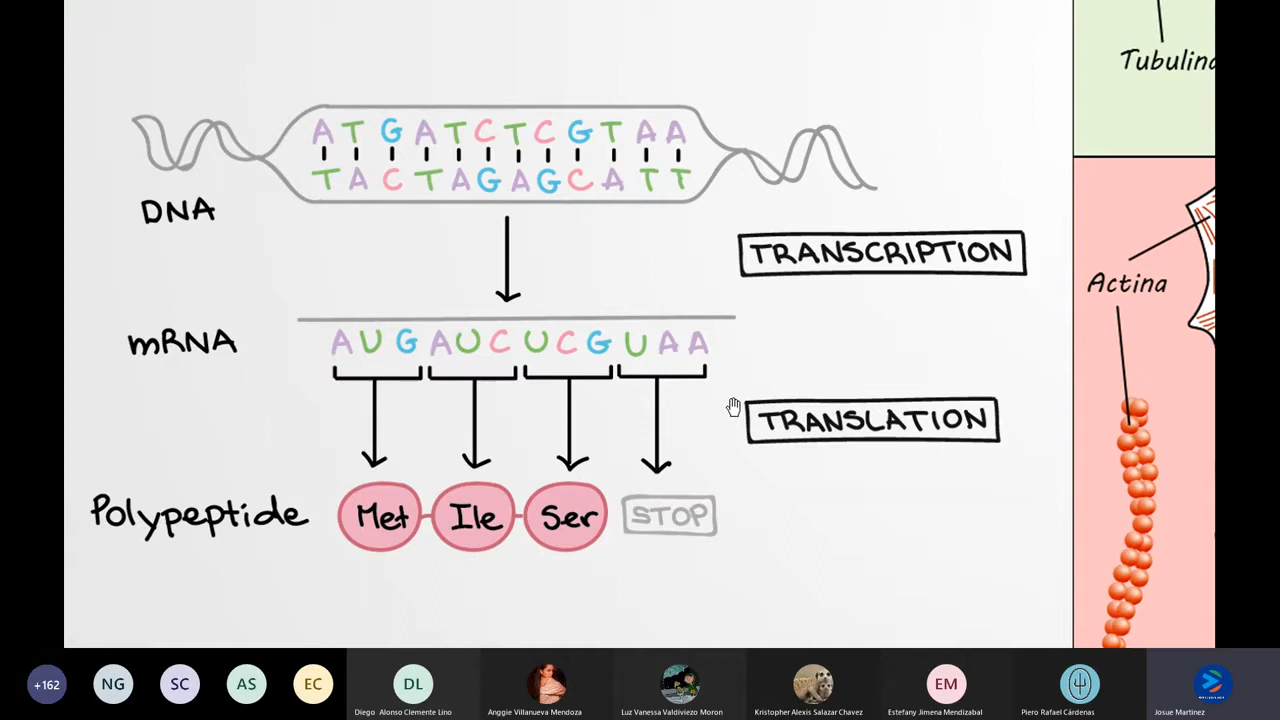 Tubulina
ATGATCTCGTAA
TACTAGAGCATT
DNA
TRANSCRIPTION
Actina
mRNA
AUGAUCUCGUAA
TRANSLATION
Polypeptide
Met Ile Ser STOP
+162 NG SC AS EC DL EM
Diego Alonso Clemente Lino
Anggie Villanueva Mendoza
Luz Vanessa Valdiviezo Moron
Kristopher Alexis Salazar Chavez
Estefany Jimena Mendizabal
Piero Rafael Cárdenas
Josue Martinez